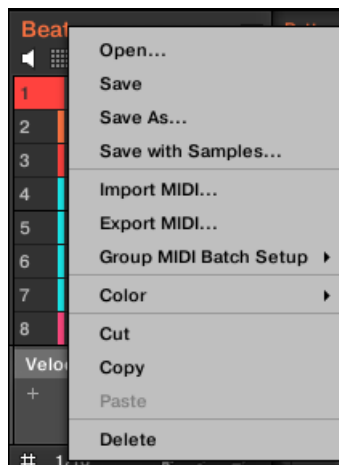 Beat
Open...
Save
Save As...
Save with Samples...
Import MIDI...
Export MIDI...
Group MIDI Batch Setup
Color
Cut
Copy
Paste
Delete
1
2
3
4
5
6
7
8
+